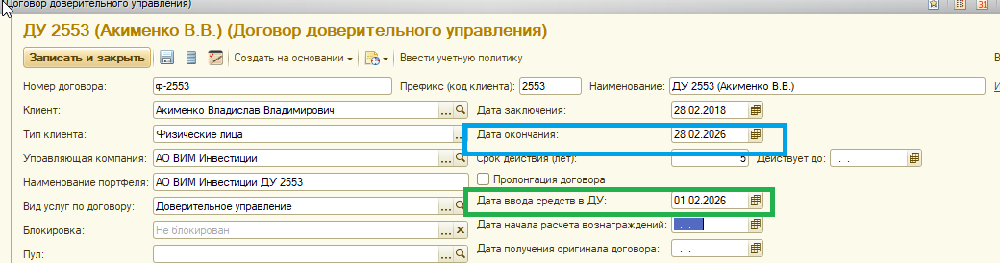 Договор доверительного управления)
31
ДУ 2553 (Акименко В.В.) (Договор доверительного управления)
Записать и закрыть Создать на основании Ввести учетную политику
Номер договора: ф-2553 Префикс (код клиента): 2553 Наименование: ДУ 2553 (Акименко В.В.)
Клиент: Акименко Владислав Владимирович ... Дата заключения: 28.02.2018
Тип клиента: Физические лица ... Дата окончания: 28.02.2026
Управляющая компания: АО ВИМ Инвестиции ... Срок действия (лет): 5 Действует до: . .
Наименование портфеля: АО ВИМ Инвестиции ДУ 2553 Пролонгация договора
Вид услуг по договору: Доверительное управление ... Дата ввода средств в ДУ: 01.02.2026
Блокировка: Не блокирован ... Дата начала расчета вознаграждений: . .
Пул: ... Дата получения оригинала договора: . .